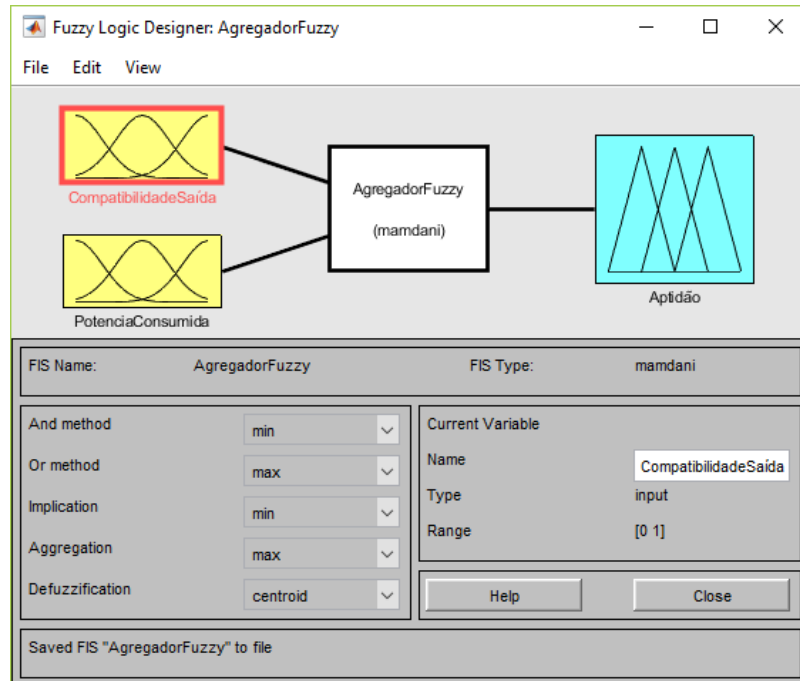 Fuzzy Logic Designer: AgregadorFuzzy
File Edit View
CompatibilidadeSaída
PotenciaConsumida
AgregadorFuzzy
(mamdani)
Aptidão
FIS Name: AgregadorFuzzy FIS Type: mamdani
And method min
Or method max
Implication min
Aggregation max
Defuzzification centroid
Current Variable
Name CompatibilidadeSaída
Type input
Range [0 1]
Help Close
Saved FIS "AgregadorFuzzy" to file